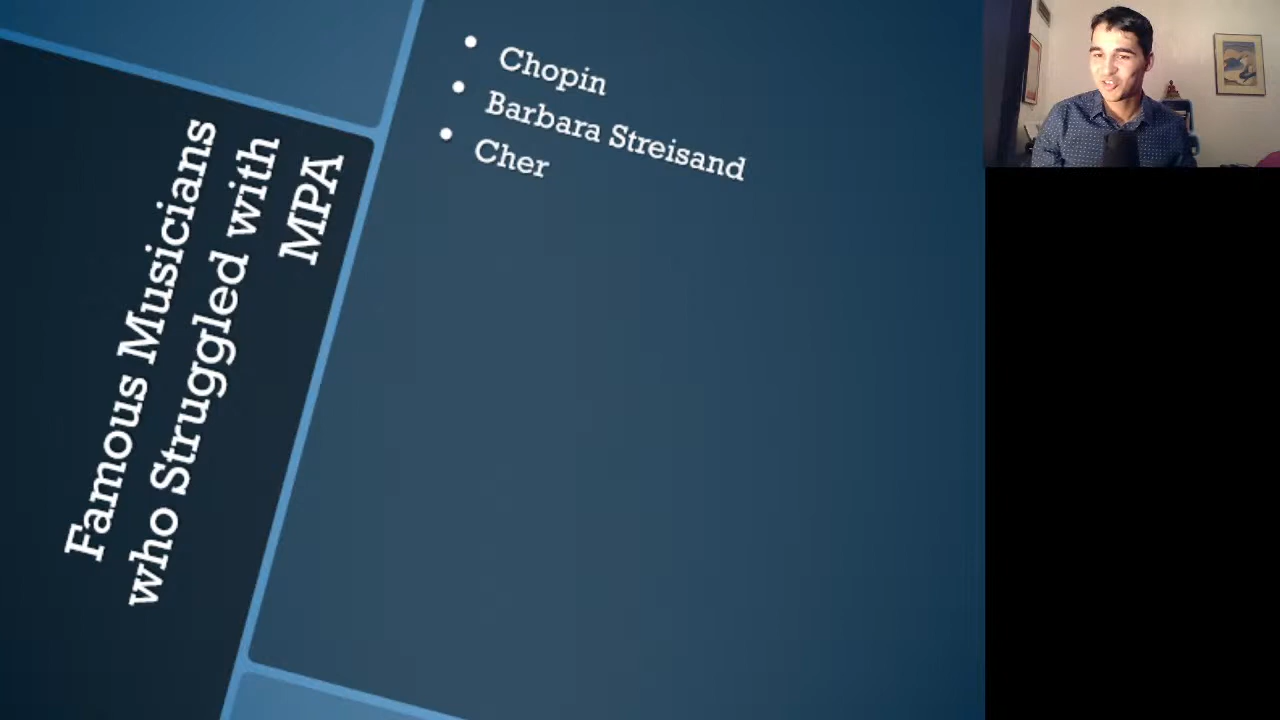 Famous Musicians
who Struggled with
MPA
• Chopin
• Barbara Streisand
• Cher